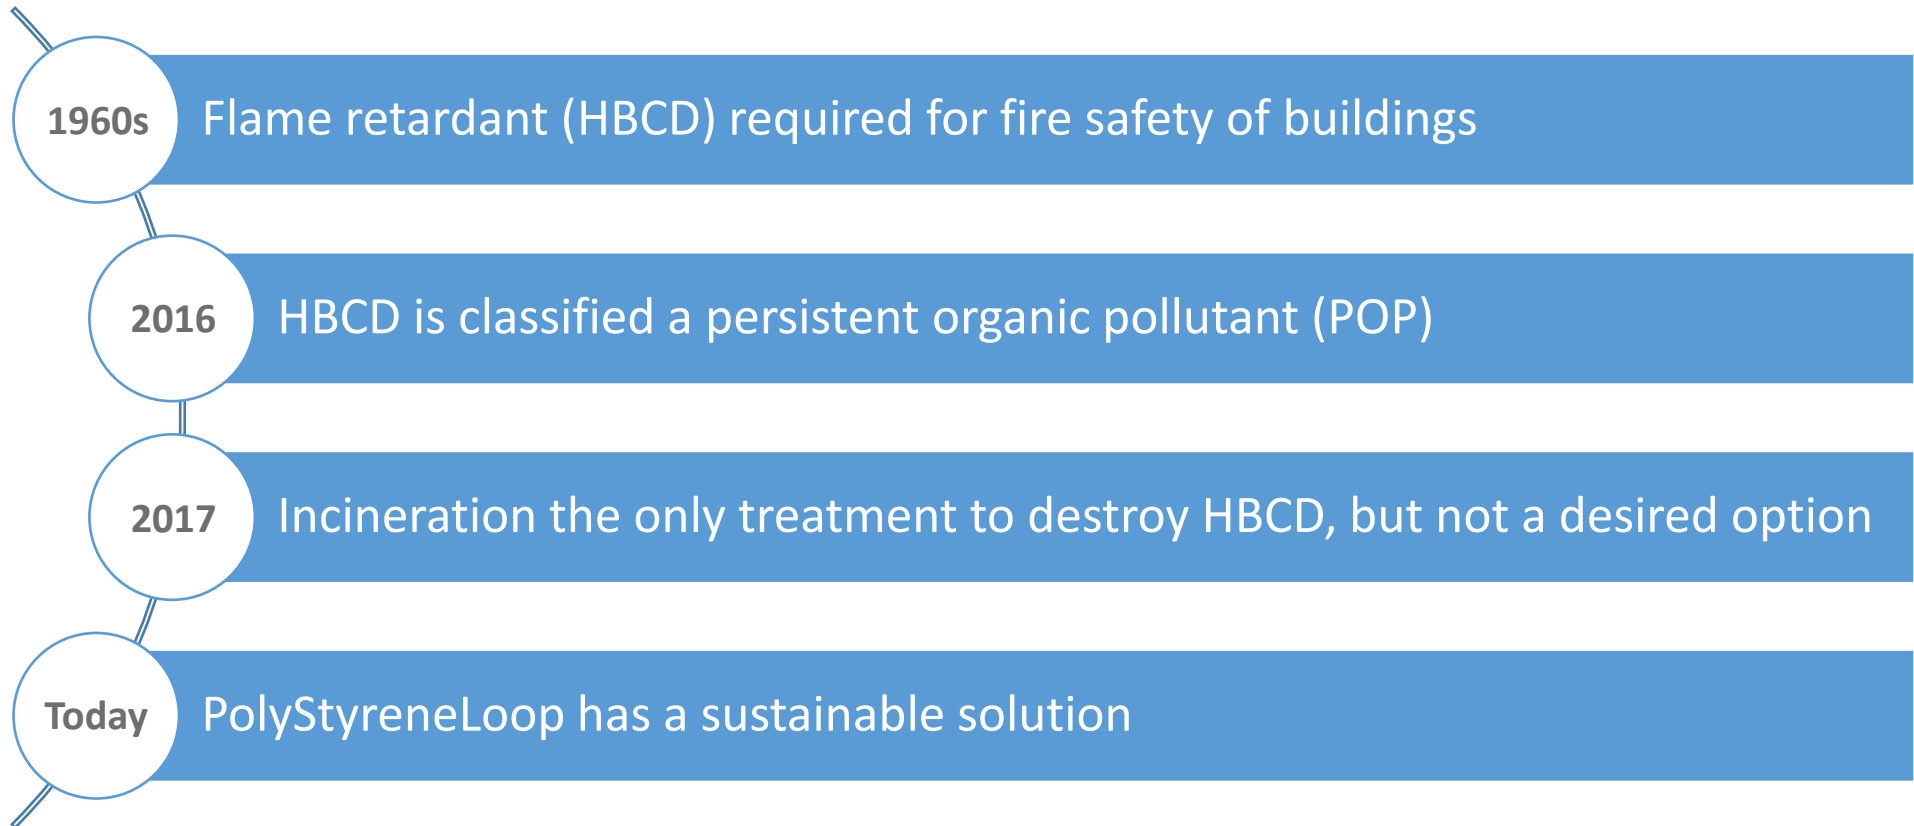 1960s
Flame retardant (HBCD) required for fire safety of buildings
2016
HBCD is classified a persistent organic pollutant (POP)
2017
Incineration the only treatment to destroy HBCD, but not a desired option
Today
PolyStyreneLoop has a sustainable solution